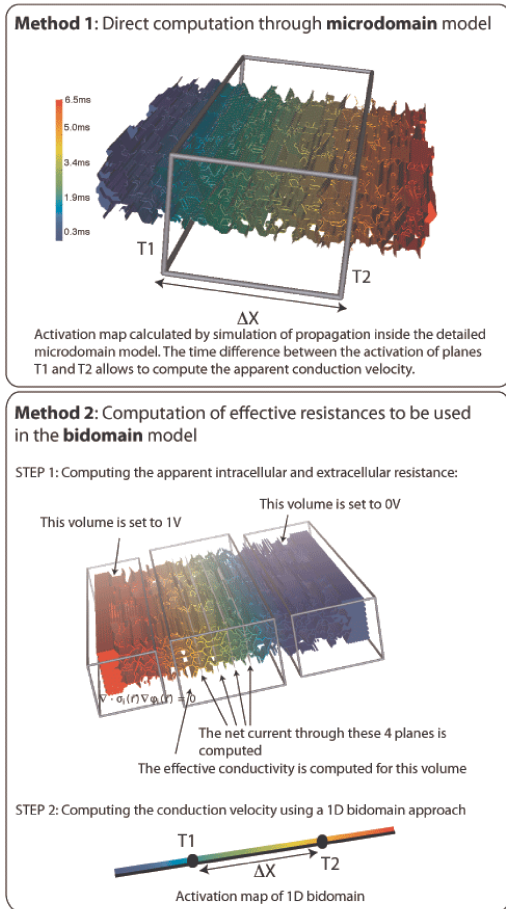 Method 1: Direct computation through microdomain model
6.5ms
5.0ms
3.4ms
1.9ms
0.3ms
T1
T2
ΔX
Activation map calculated by simulation of propagation inside the detailed
microdomain model. The time difference between the activation of planes
T1 and T2 allows to compute the apparent conduction velocity.
Method 2: Computation of effective resistances to be used
in the bidomain model
STEP 1: Computing the apparent intracellular and extracellular resistance:
This volume is set to 0V
This volume is set to 1V
∇ · σᵢ(r)∇φᵢ(r) = 0
The net current through these 4 planes is
computed
The effective conductivity is computed for this volume
STEP 2: Computing the conduction velocity using a 1D bidomain approach
T1
ΔX
T2
Activation map of 1D bidomain